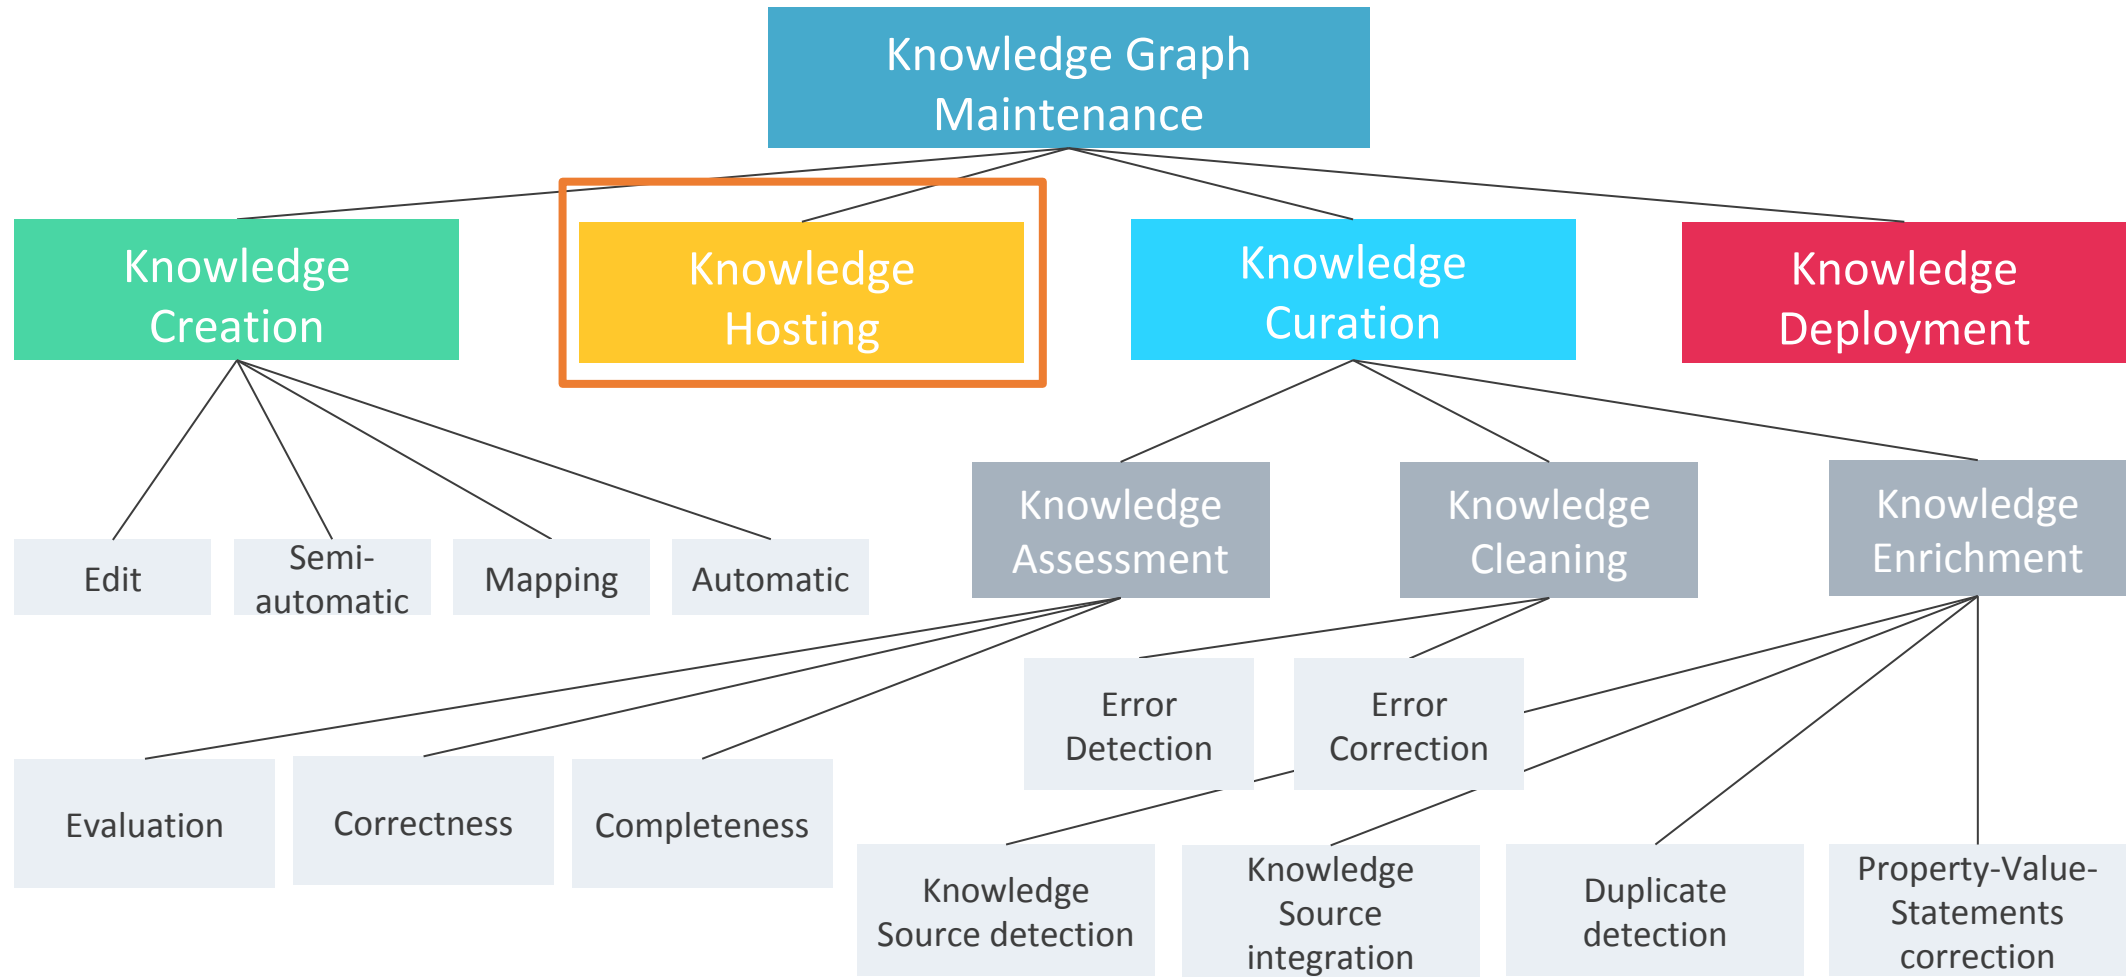 Knowledge Graph
Maintenance
Knowledge
Creation
Knowledge
Hosting
Knowledge
Curation
Knowledge
Deployment
Edit
Semi-
automatic
Mapping
Automatic
Knowledge
Assessment
Knowledge
Cleaning
Knowledge
Enrichment
Evaluation
Correctness
Completeness
Error
Detection
Error
Correction
Knowledge
Source detection
Knowledge
Source
integration
Duplicate
detection
Property-Value-
Statements
correction